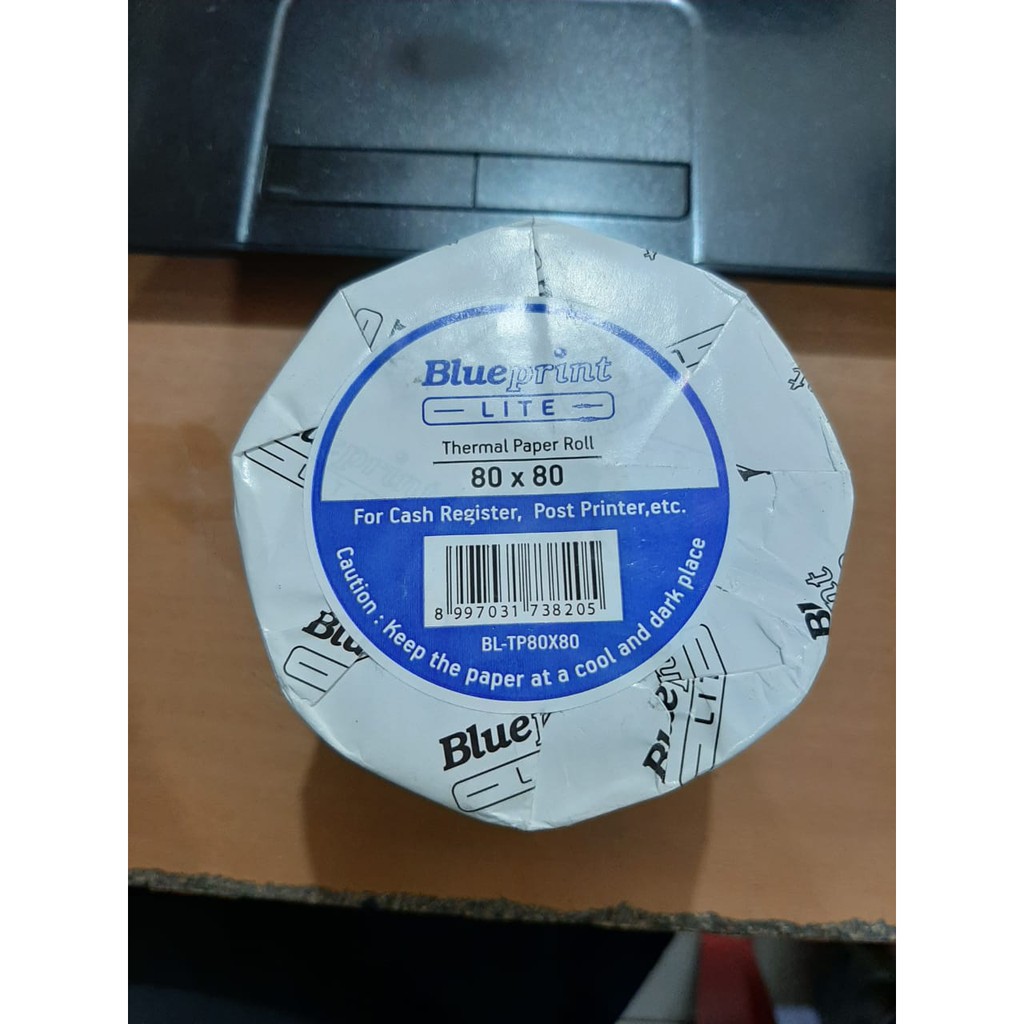 Blueprint
LITE
Thermal Paper Roll
80 x 80
For Cash Register, Post Printer,etc.
8 997031 738205
BL-TP80X80
Caution : Keep the paper at a cool and dark place
Blue
L
LIT